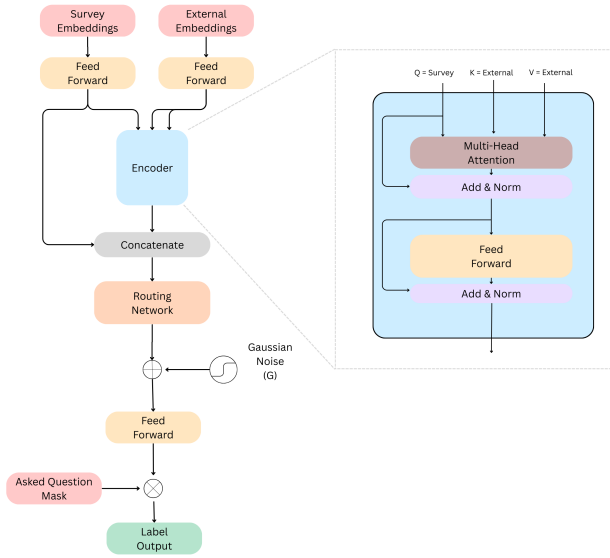 Survey
Embeddings
External
Embeddings
Feed
Forward
Feed
Forward
Encoder
Concatenate
Routing
Network
Gaussian
Noise
(G)
Feed
Forward
Asked Question
Mask
Label
Output
Q = Survey
K = External
V = External
Multi-Head
Attention
Add & Norm
Feed
Forward
Add & Norm